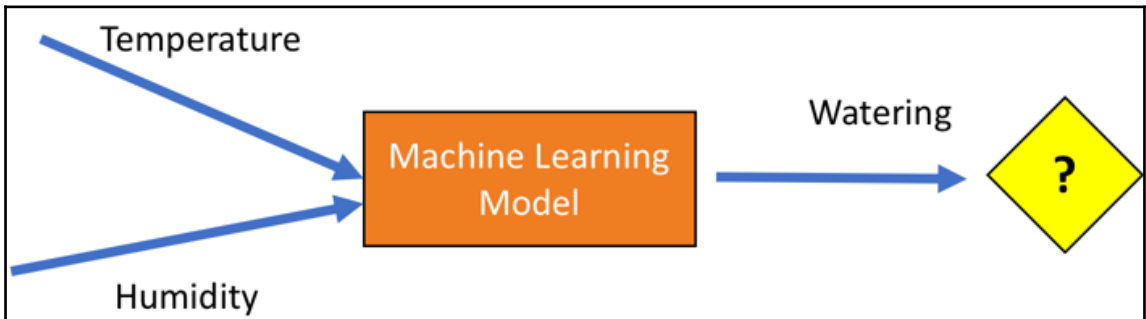 Temperature
Watering
Machine Learning
Model
?
Humidity